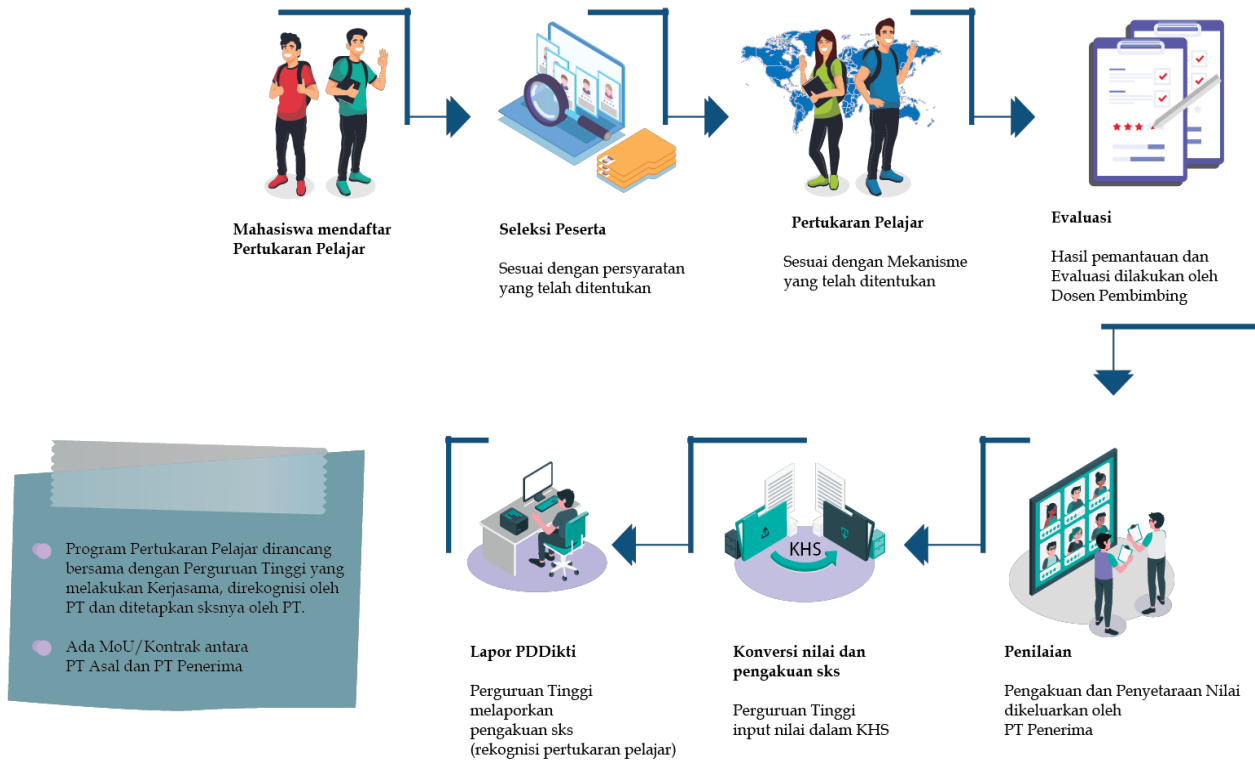 Mahasiswa mendaftar
Pertukaran Pelajar
Seleksi Peserta
Sesuai dengan persyaratan
yang telah ditentukan
Pertukaran Pelajar
Sesuai dengan Mekanisme
yang telah ditentukan
Evaluasi
Hasil pemantauan dan
Evaluasi dilakukan oleh
Dosen Pembimbing
Penilaian
Pengakuan dan Penyetaraan Nilai
dikeluarkan oleh
PT Penerima
KHS
Konversi nilai dan
pengakuan sks
Perguruan Tinggi
input nilai dalam KHS
Lapor PDDikti
Perguruan Tinggi
melaporkan
pengakuan sks
(rekognisi pertukaran pelajar)
Program Pertukaran Pelajar dirancang
bersama dengan Perguruan Tinggi yang
melakukan Kerjasama, direkognisi oleh
PT dan ditetapkan sksnya oleh PT.
Ada MoU/Kontrak antara
PT Asal dan PT Penerima